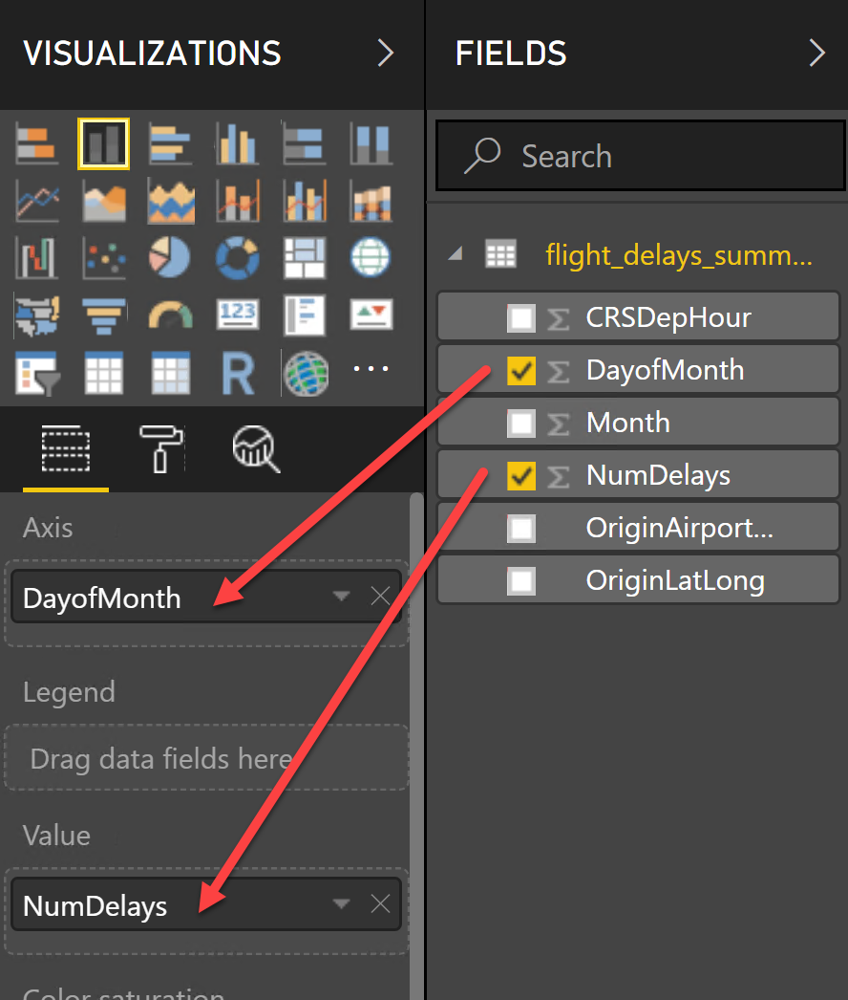 VISUALIZATIONS
123
R
Axis
DayofMonth
Legend
Drag data fields here
Value
NumDelays
Color saturation
FIELDS
Search
flight_delays_summ...
CRSDepHour
DayofMonth
Month
NumDelays
OriginAirport...
OriginLatLong